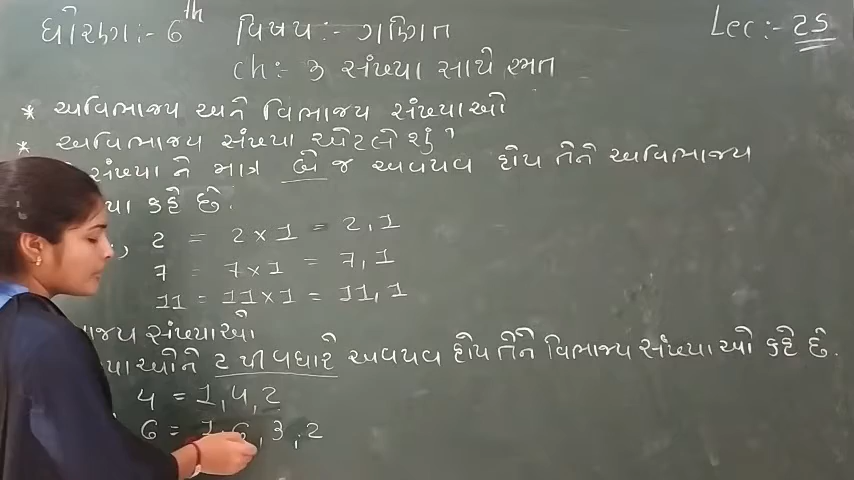 ધોરણ:- 6th વિષય:- ગણિત Lec:- 25
ch:- 3 સંખ્યા સાથે રમત
* અવિભાજ્ય અને વિભાજ્ય સંખ્યાઓ
* અવિભાજ્ય સંખ્યા એટલે શું?
સંખ્યા ને માત્ર બે જ અવયવ હોય તેને અવિભાજ્ય
કહે છે.
2 = 2×1 = 2,1
7 = 7×1 = 7,1
11 = 11×1 = 11,1
સંખ્યાઓ
2 થી વધારે અવયવ હોય તેને વિભાજ્ય સંખ્યાઓ કહે છે.
4 = 1,4,2
6 = 1,6,3,2